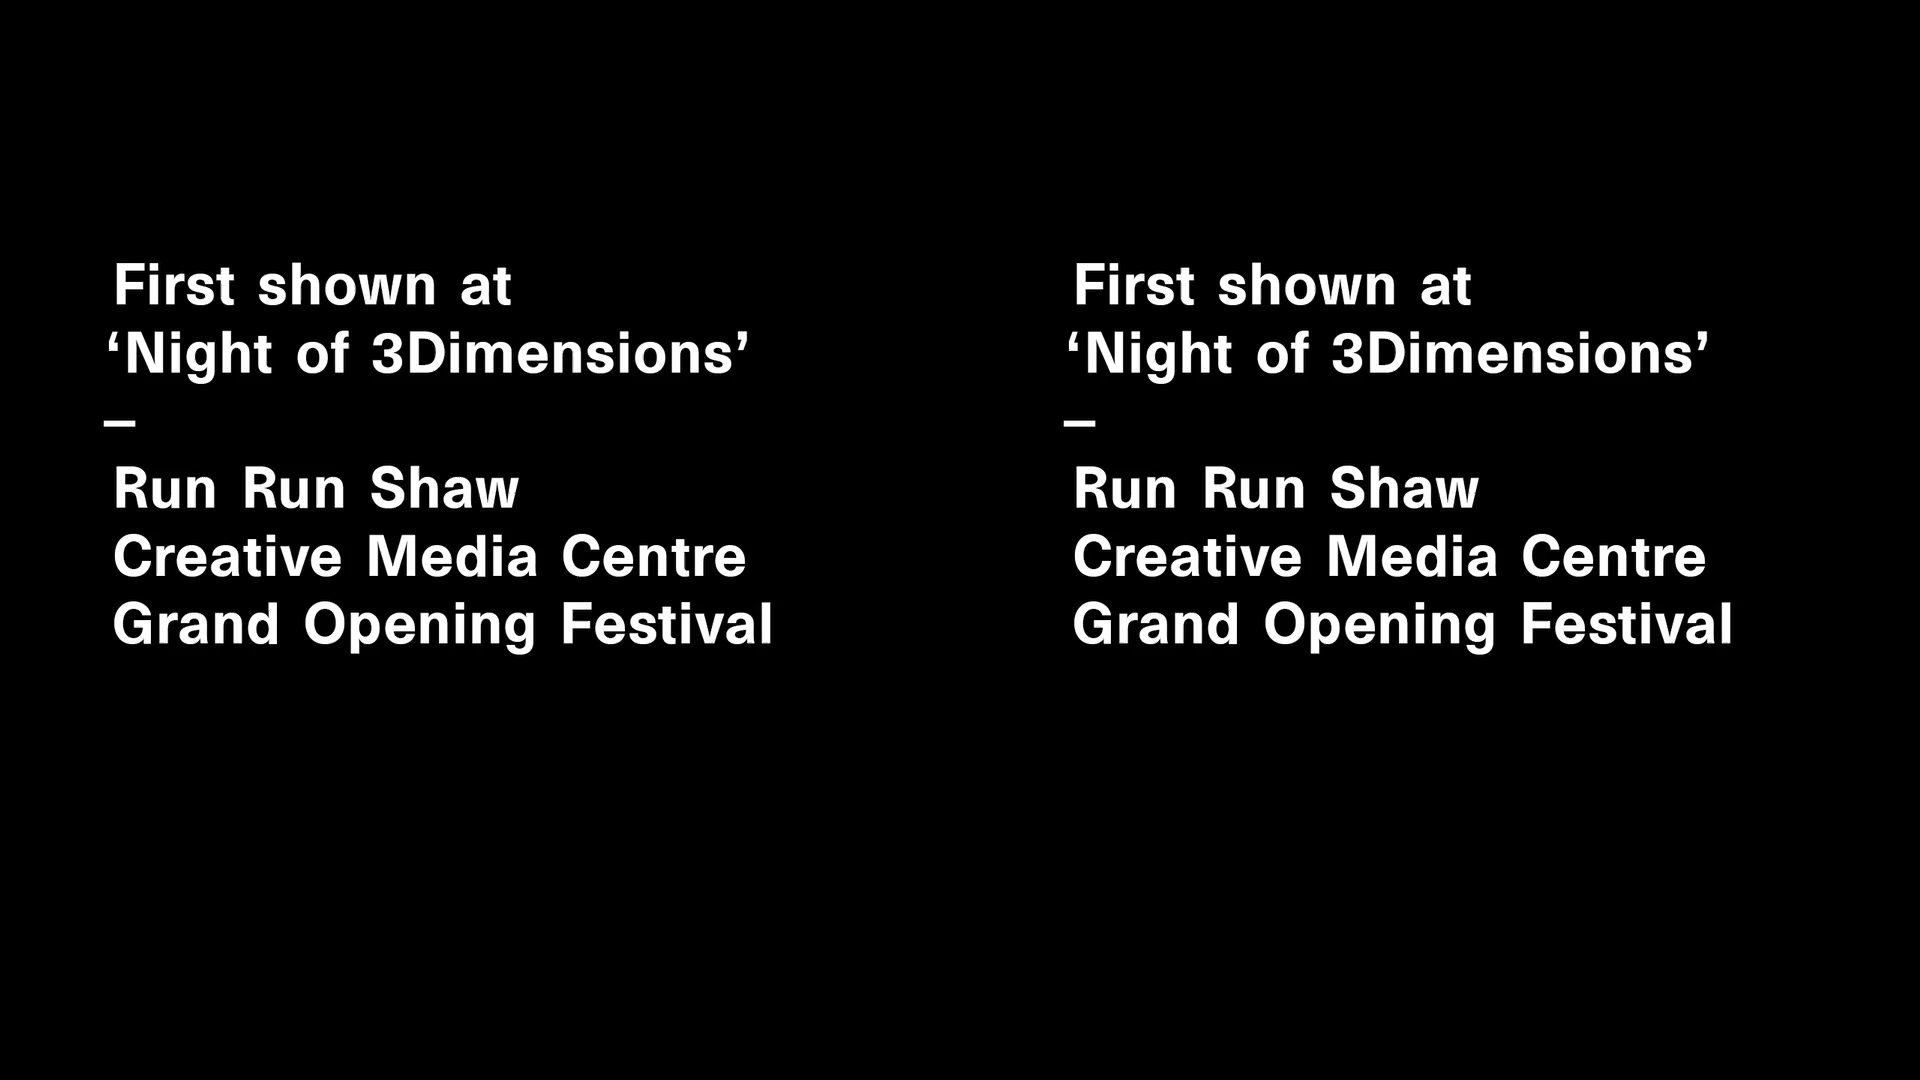 First shown at
‘Night of 3Dimensions’
–
Run Run Shaw
Creative Media Centre
Grand Opening Festival
First shown at
‘Night of 3Dimensions’
–
Run Run Shaw
Creative Media Centre
Grand Opening Festival